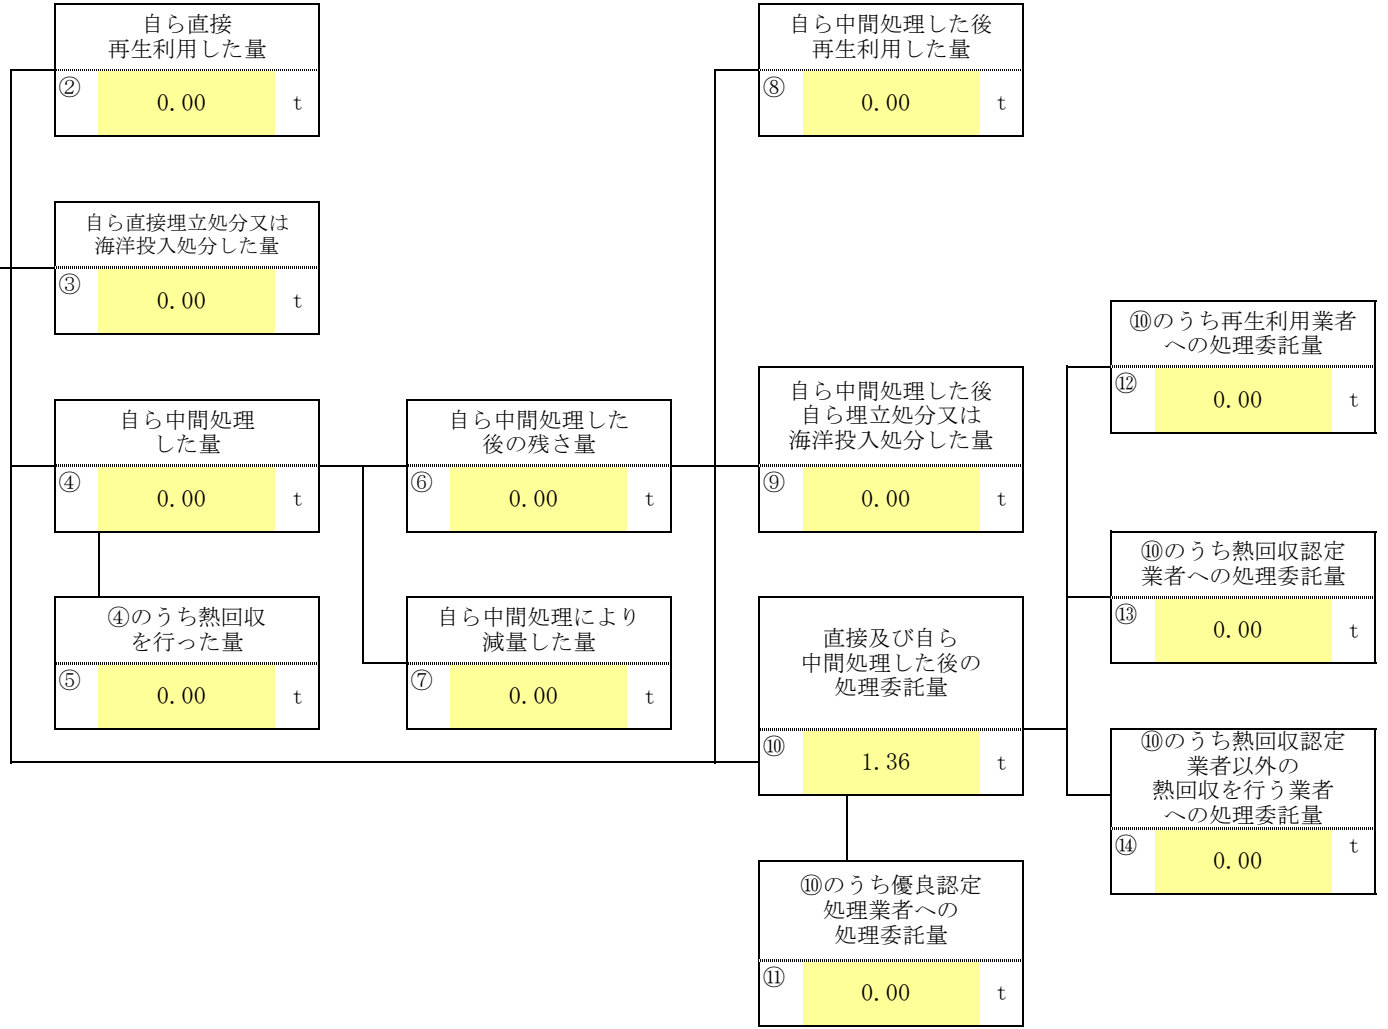 自ら直接
再生利用した量
②
0.00
t
自ら直接埋立処分又は
海洋投入処分した量
③
0.00
t
自ら中間処理
した量
④
0.00
t
④のうち熱回収
を行った量
⑤
0.00
t
自ら中間処理した
後の残さ量
⑥
0.00
t
自ら中間処理により
減量した量
⑦
0.00
t
自ら中間処理した後
再生利用した量
⑧
0.00
t
自ら中間処理した後
自ら埋立処分又は
海洋投入処分した量
⑨
0.00
t
直接及び自ら
中間処理した後の
処理委託量
⑩
1.36
t
⑩のうち優良認定
処理業者への
処理委託量
⑪
0.00
t
⑩のうち再生利用業者
への処理委託量
⑫
0.00
t
⑩のうち熱回収認定
業者への処理委託量
⑬
0.00
t
⑩のうち熱回収認定
業者以外の
熱回収を行う業者
への処理委託量
⑭
0.00
t